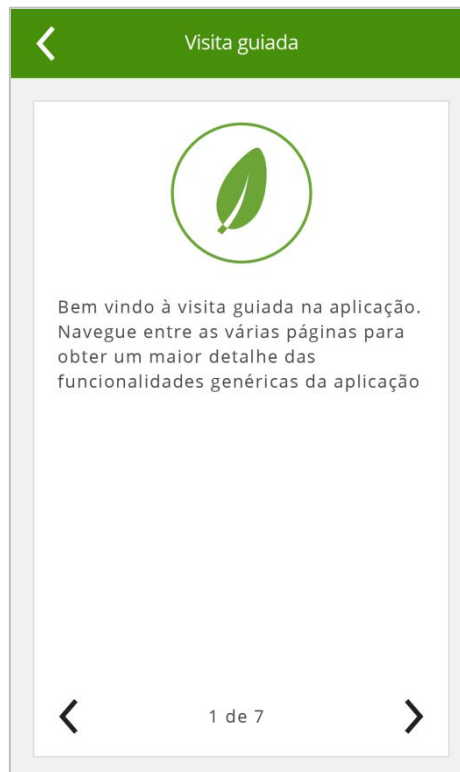 Visita guiada
Bem vindo à visita guiada na aplicação.
Navegue entre as várias páginas para
obter um maior detalhe das
funcionalidades genéricas da aplicação
1 de 7